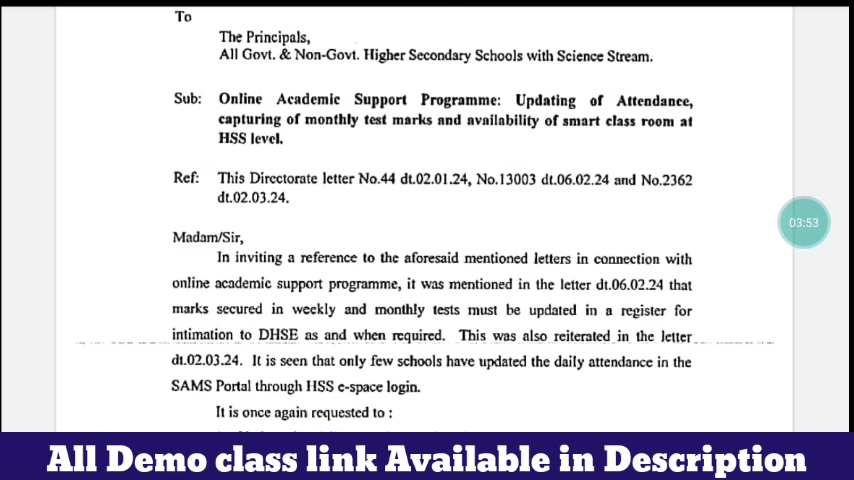 To
The Principals,
All Govt. & Non-Govt. Higher Secondary Schools with Science Stream.
Sub: Online Academic Support Programme: Updating of Attendance,
capturing of monthly test marks and availability of smart class room at
HSS level.
Ref: This Directorate letter No.44 dt.02.01.24, No.13003 dt.06.02.24 and No.2362
dt.02.03.24.
03:53
Madam/Sir,
In inviting a reference to the aforesaid mentioned letters in connection with
online academic support programme, it was mentioned in the letter dt.06.02.24 that
marks secured in weekly and monthly tests must be updated in a register for
intimation to DHSE as and when required. This was also reiterated in the letter
dt.02.03.24. It is seen that only few schools have updated the daily attendance in the
SAMS Portal through HSS e-space login.
It is once again requested to :
All Demo class link Available in Description